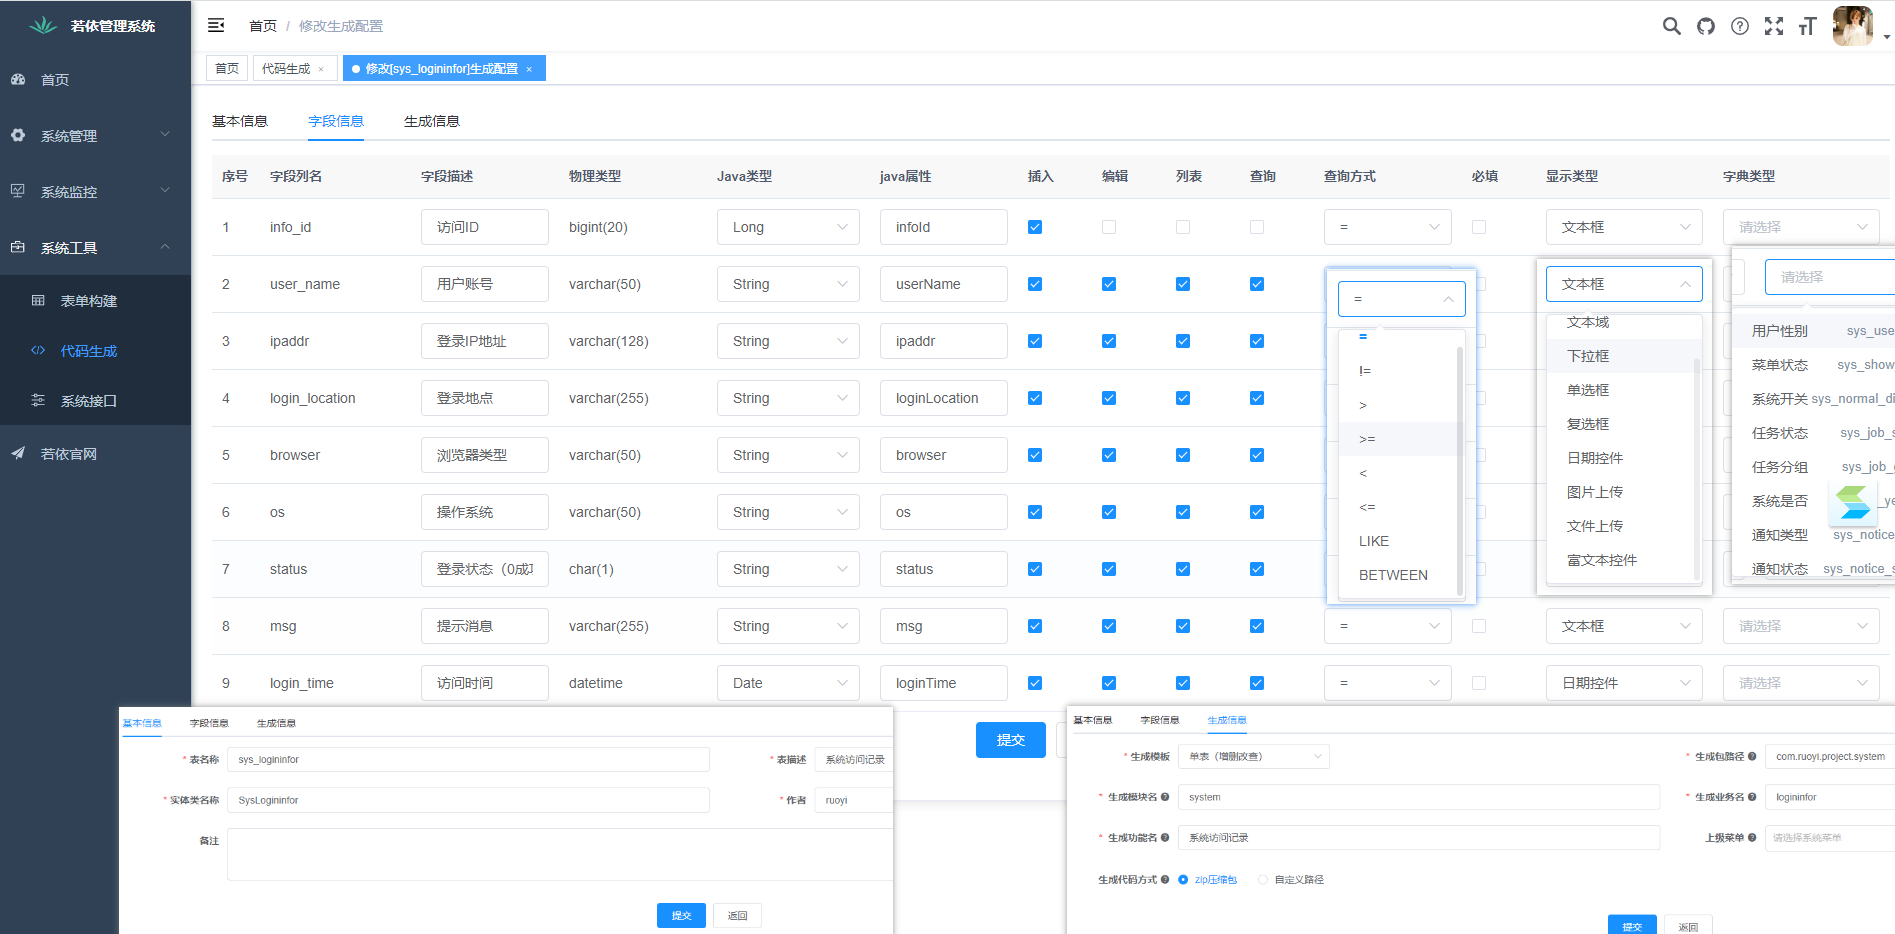 若依管理系统
首页 / 修改生成配置
首页 代码生成 × 修改[sys_logininfor]生成配置 ×
首页
系统管理
系统监控
系统工具
表单构建
代码生成
系统接口
若依官网
基本信息 字段信息 生成信息
序号 字段列名 字段描述 物理类型 Java类型 java属性 插入 编辑 列表 查询 查询方式 必填 显示类型 字典类型
1 info_id 访问ID bigint(20) Long infoId = 文本框 请选择
2 user_name 用户账号 varchar(50) String userName
3 ipaddr 登录IP地址 varchar(128) String ipaddr
4 login_location 登录地点 varchar(255) String loginLocation
5 browser 浏览器类型 varchar(50) String browser
6 os 操作系统 varchar(50) String os
7 status 登录状态（0成 char(1) String status
8 msg 提示消息 varchar(255) String msg = 文本框 请选择
9 login_time 访问时间 datetime Date loginTime = 日期控件 请选择
=
=
!=
>
>=
<
<=
LIKE
BETWEEN
文本框
文本域
下拉框
单选框
复选框
日期控件
图片上传
文件上传
富文本控件
请选择
用户性别 sys_use
菜单状态 sys_show
系统开关 sys_normal_di
任务状态 sys_job_s
任务分组 sys_job_
系统是否 _ye
通知类型 sys_notice
通知状态 sys_notice_s
提交
基本信息 字段信息 生成信息
* 表名称 sys_logininfor * 表描述 系统访问记录
* 实体类名称 SysLogininfor * 作者 ruoyi
备注
提交 返回
基本信息 字段信息 生成信息
* 生成模板 单表（增删改查） * 生成包路径 com.ruoyi.project.system
* 生成模块名 system * 生成业务名 logininfor
* 生成功能名 系统访问记录 上级菜单 请选择系统菜单
生成代码方式 zip压缩包 自定义路径
提交 返回